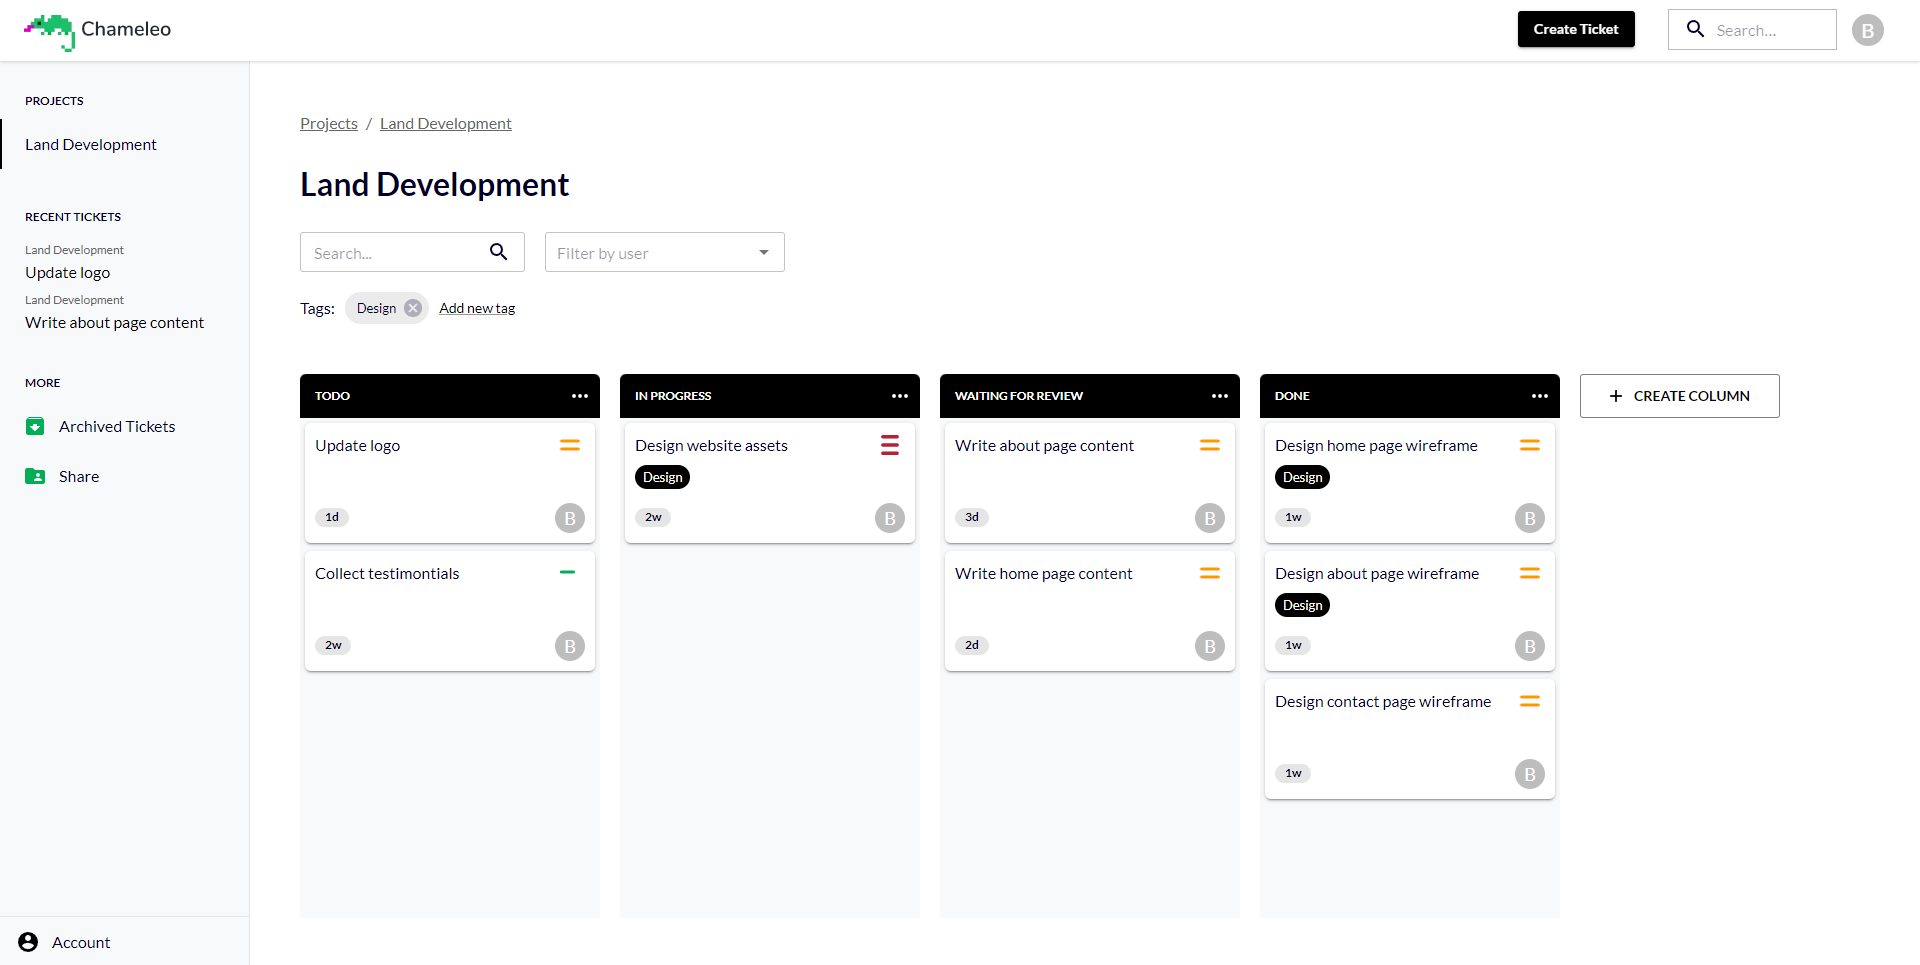 Chameleo
Create Ticket
Search...
B
PROJECTS
Land Development
RECENT TICKETS
Land Development
Update logo
Land Development
Write about page content
MORE
Archived Tickets
Share
Account
Projects / Land Development
Land Development
Search...
Filter by user
Tags: Design Add new tag
TODO
Update logo
1d B
Collect testimontials
2w B
IN PROGRESS
Design website assets
Design
2w B
WAITING FOR REVIEW
Write about page content
3d B
Write home page content
2d B
DONE
Design home page wireframe
Design
1w B
Design about page wireframe
Design
1w B
Design contact page wireframe
1w B
+ CREATE COLUMN